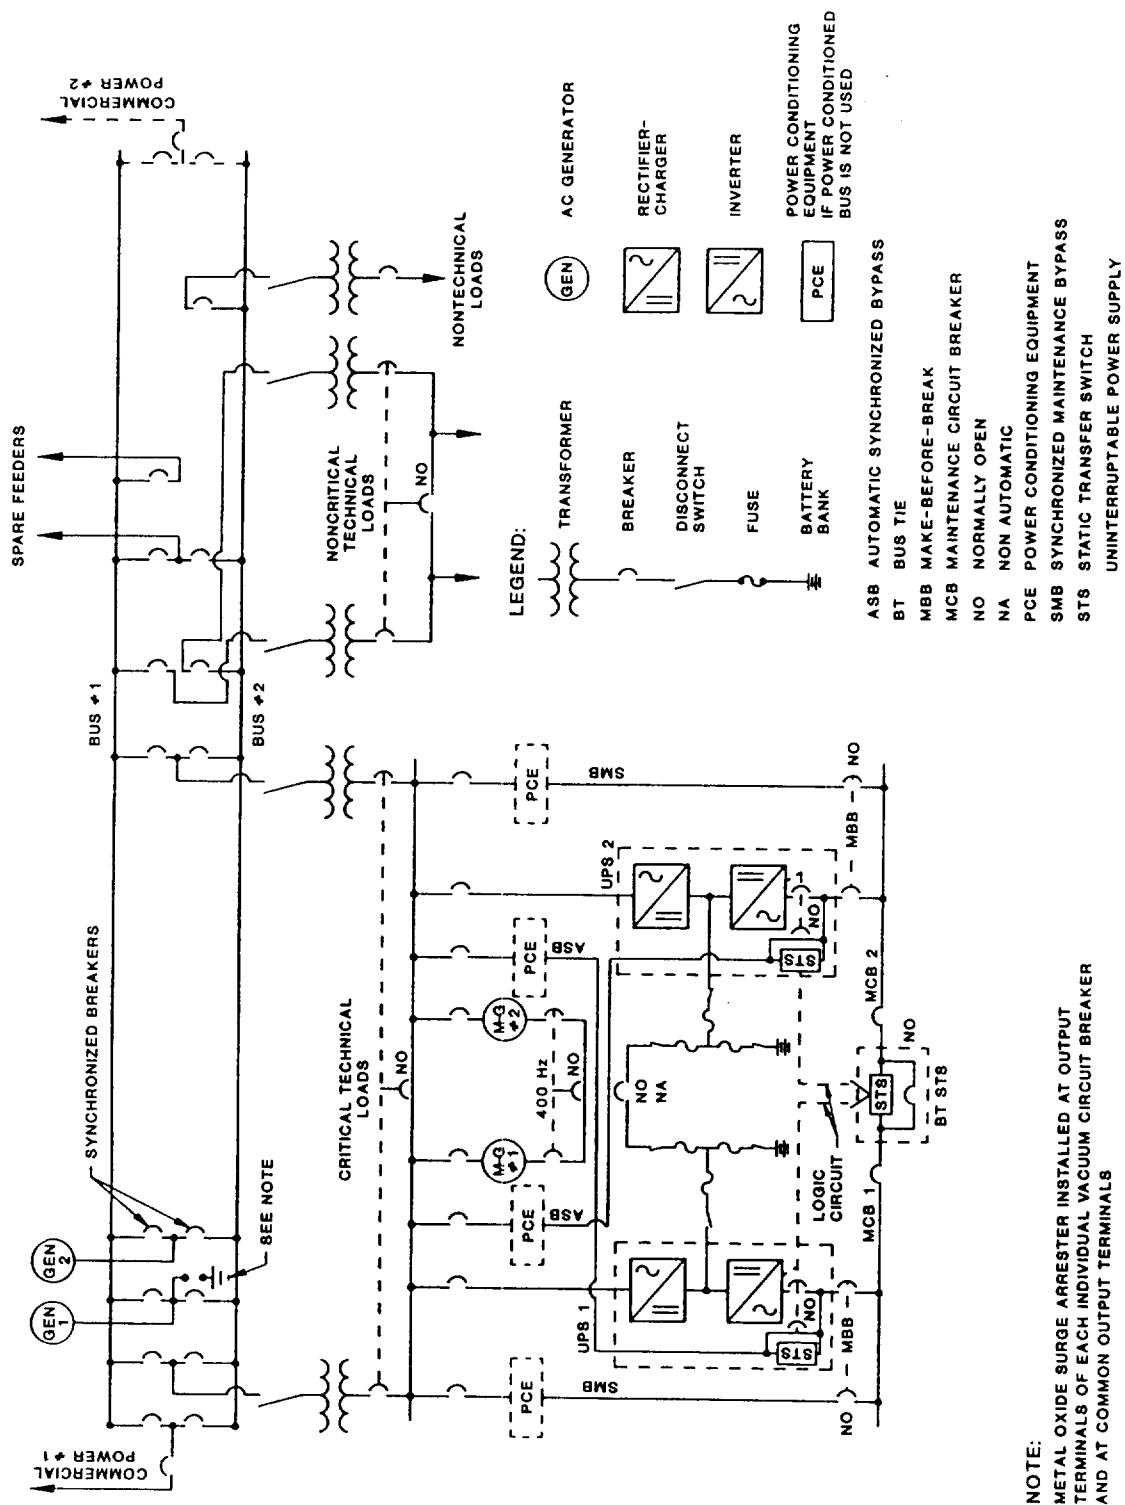 COMMERCIAL
POWER #1
GEN
1
GEN
2
SYNCHRONIZED BREAKERS
SEE NOTE
BUS #1
BUS #2
SPARE FEEDERS
COMMERCIAL
POWER #2
CRITICAL TECHNICAL
LOADS
NO
NONCRITICAL
TECHNICAL
LOADS
NO
NONTECHNICAL
LOADS
PCE
SMB
PCE
ASB
M-G
#1
M-G
#2
400 Hz
NO
PCE
ASB
PCE
SMB
UPS 1
STS
NO
MBB
NO
NO
NA
LOGIC
CIRCUIT
UPS 2
STS
NO
MBB
NO
MCB 1
STS
NO
BT STS
MCB 2
LEGEND:
TRANSFORMER
BREAKER
DISCONNECT
SWITCH
FUSE
BATTERY
BANK
GEN
AC GENERATOR
RECTIFIER-
CHARGER
INVERTER
PCE
POWER CONDITIONING
EQUIPMENT
IF POWER CONDITIONED
BUS IS NOT USED
ASB AUTOMATIC SYNCHRONIZED BYPASS
BT BUS TIE
MBB MAKE-BEFORE-BREAK
MCB MAINTENANCE CIRCUIT BREAKER
NO NORMALLY OPEN
NA NON AUTOMATIC
PCE POWER CONDITIONING EQUIPMENT
SMB SYNCHRONIZED MAINTENANCE BYPASS
STS STATIC TRANSFER SWITCH
UNINTERRUPTABLE POWER SUPPLY
NOTE:
METAL OXIDE SURGE ARRESTER INSTALLED AT OUTPUT
TERMINALS OF EACH INDIVIDUAL VACUUM CIRCUIT BREAKER
AND AT COMMON OUTPUT TERMINALS